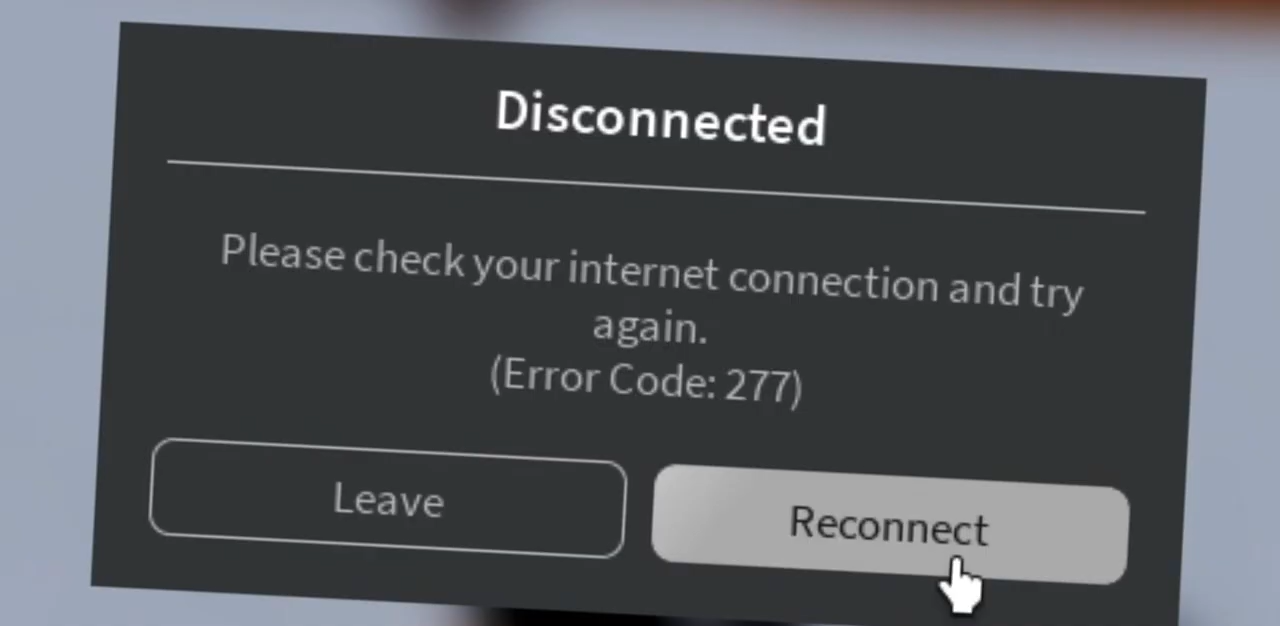 Disconnected
Please check your internet connection and try
again.
(Error Code: 277)
Leave
Reconnect